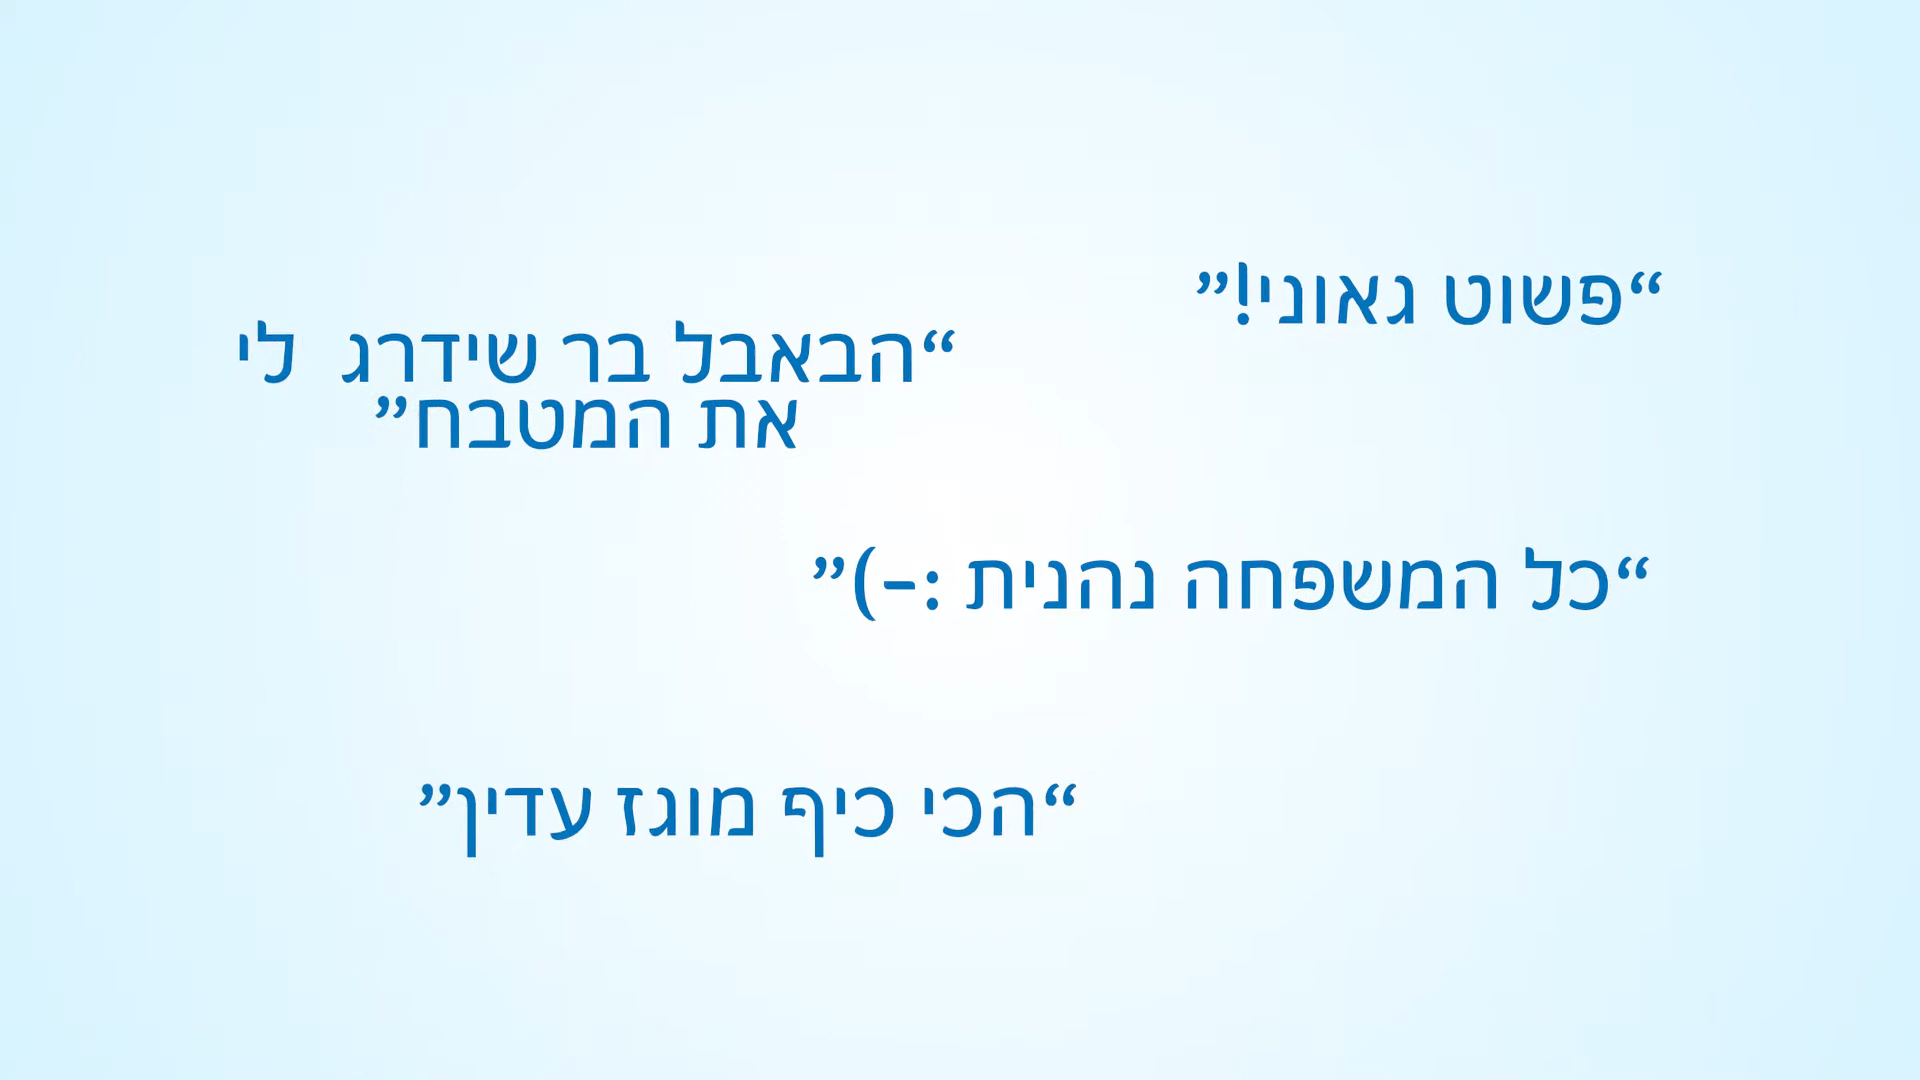 “פשוט גאוני!”
“הבאבל בר שידרג לי
את המטבח”
“כל המשפחה נהנית :-)”
“הכי כיף מוגז עדין”